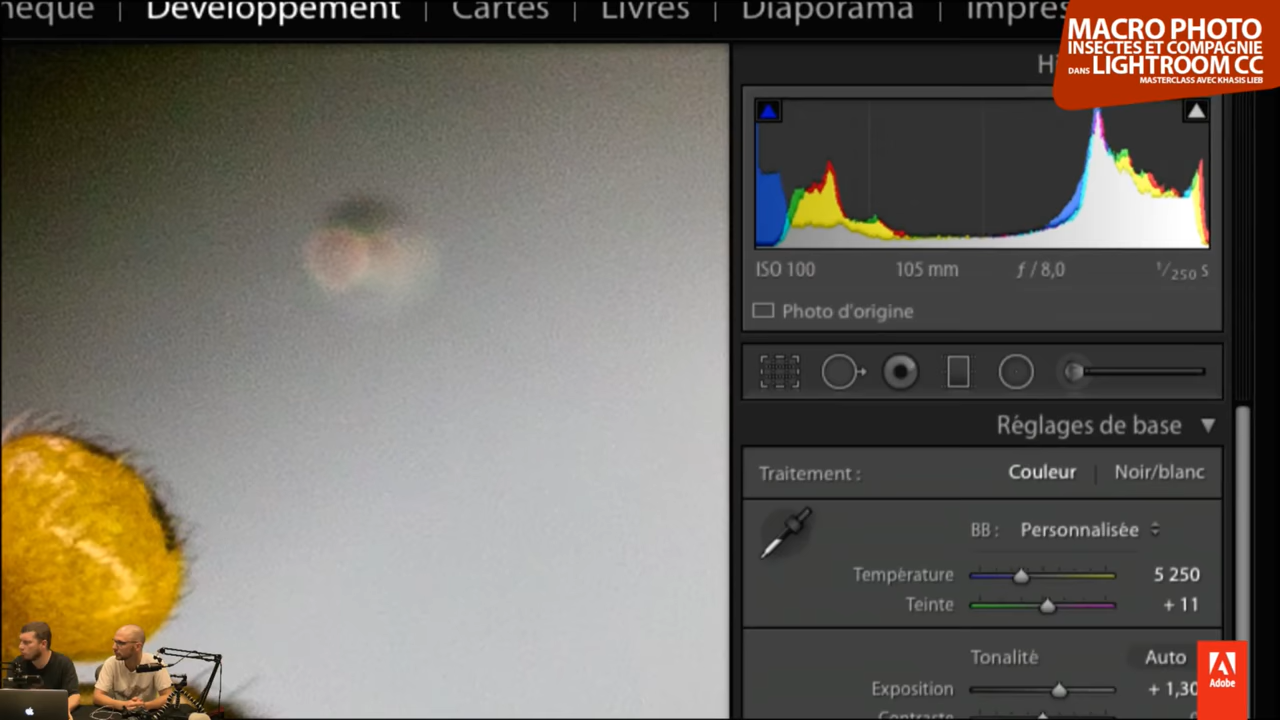 Développement | Cartes | Livres | Diaporama |
MACRO PHOTO
INSECTES ET COMPAGNIE
DANS LIGHTROOM CC
MASTERCLASS AVEC KHASIS LIEB
ISO 100 105 mm ƒ / 8,0 1/250 s
Photo d'origine
Réglages de base
Traitement : Couleur | Noir/blanc
BB : Personnalisée
Température 5 250
Teinte + 11
Tonalité Auto
Exposition + 1,30
Contraste
Adobe